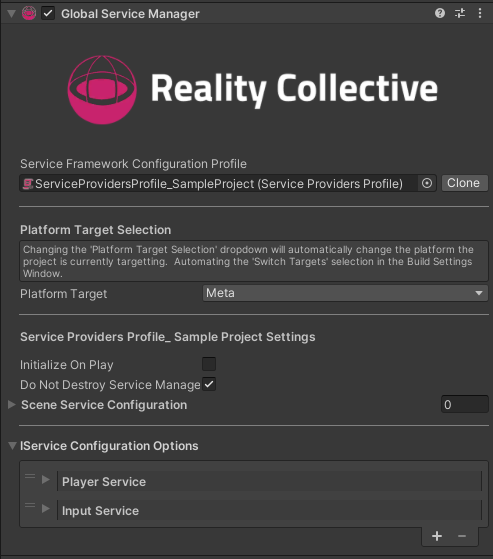 Global Service Manager
Reality Collective
Service Framework Configuration Profile
ServiceProvidersProfile_SampleProject (Service Providers Profile)
Clone
Platform Target Selection
Changing the 'Platform Target Selection' dropdown will automatically change the platform the
project is currently targetting. Automating the 'Switch Targets' selection in the Build Settings
Window.
Platform Target
Meta
Service Providers Profile_ Sample Project Settings
Initialize On Play
Do Not Destroy Service Manage
Scene Service Configuration
0
IService Configuration Options
Player Service
Input Service